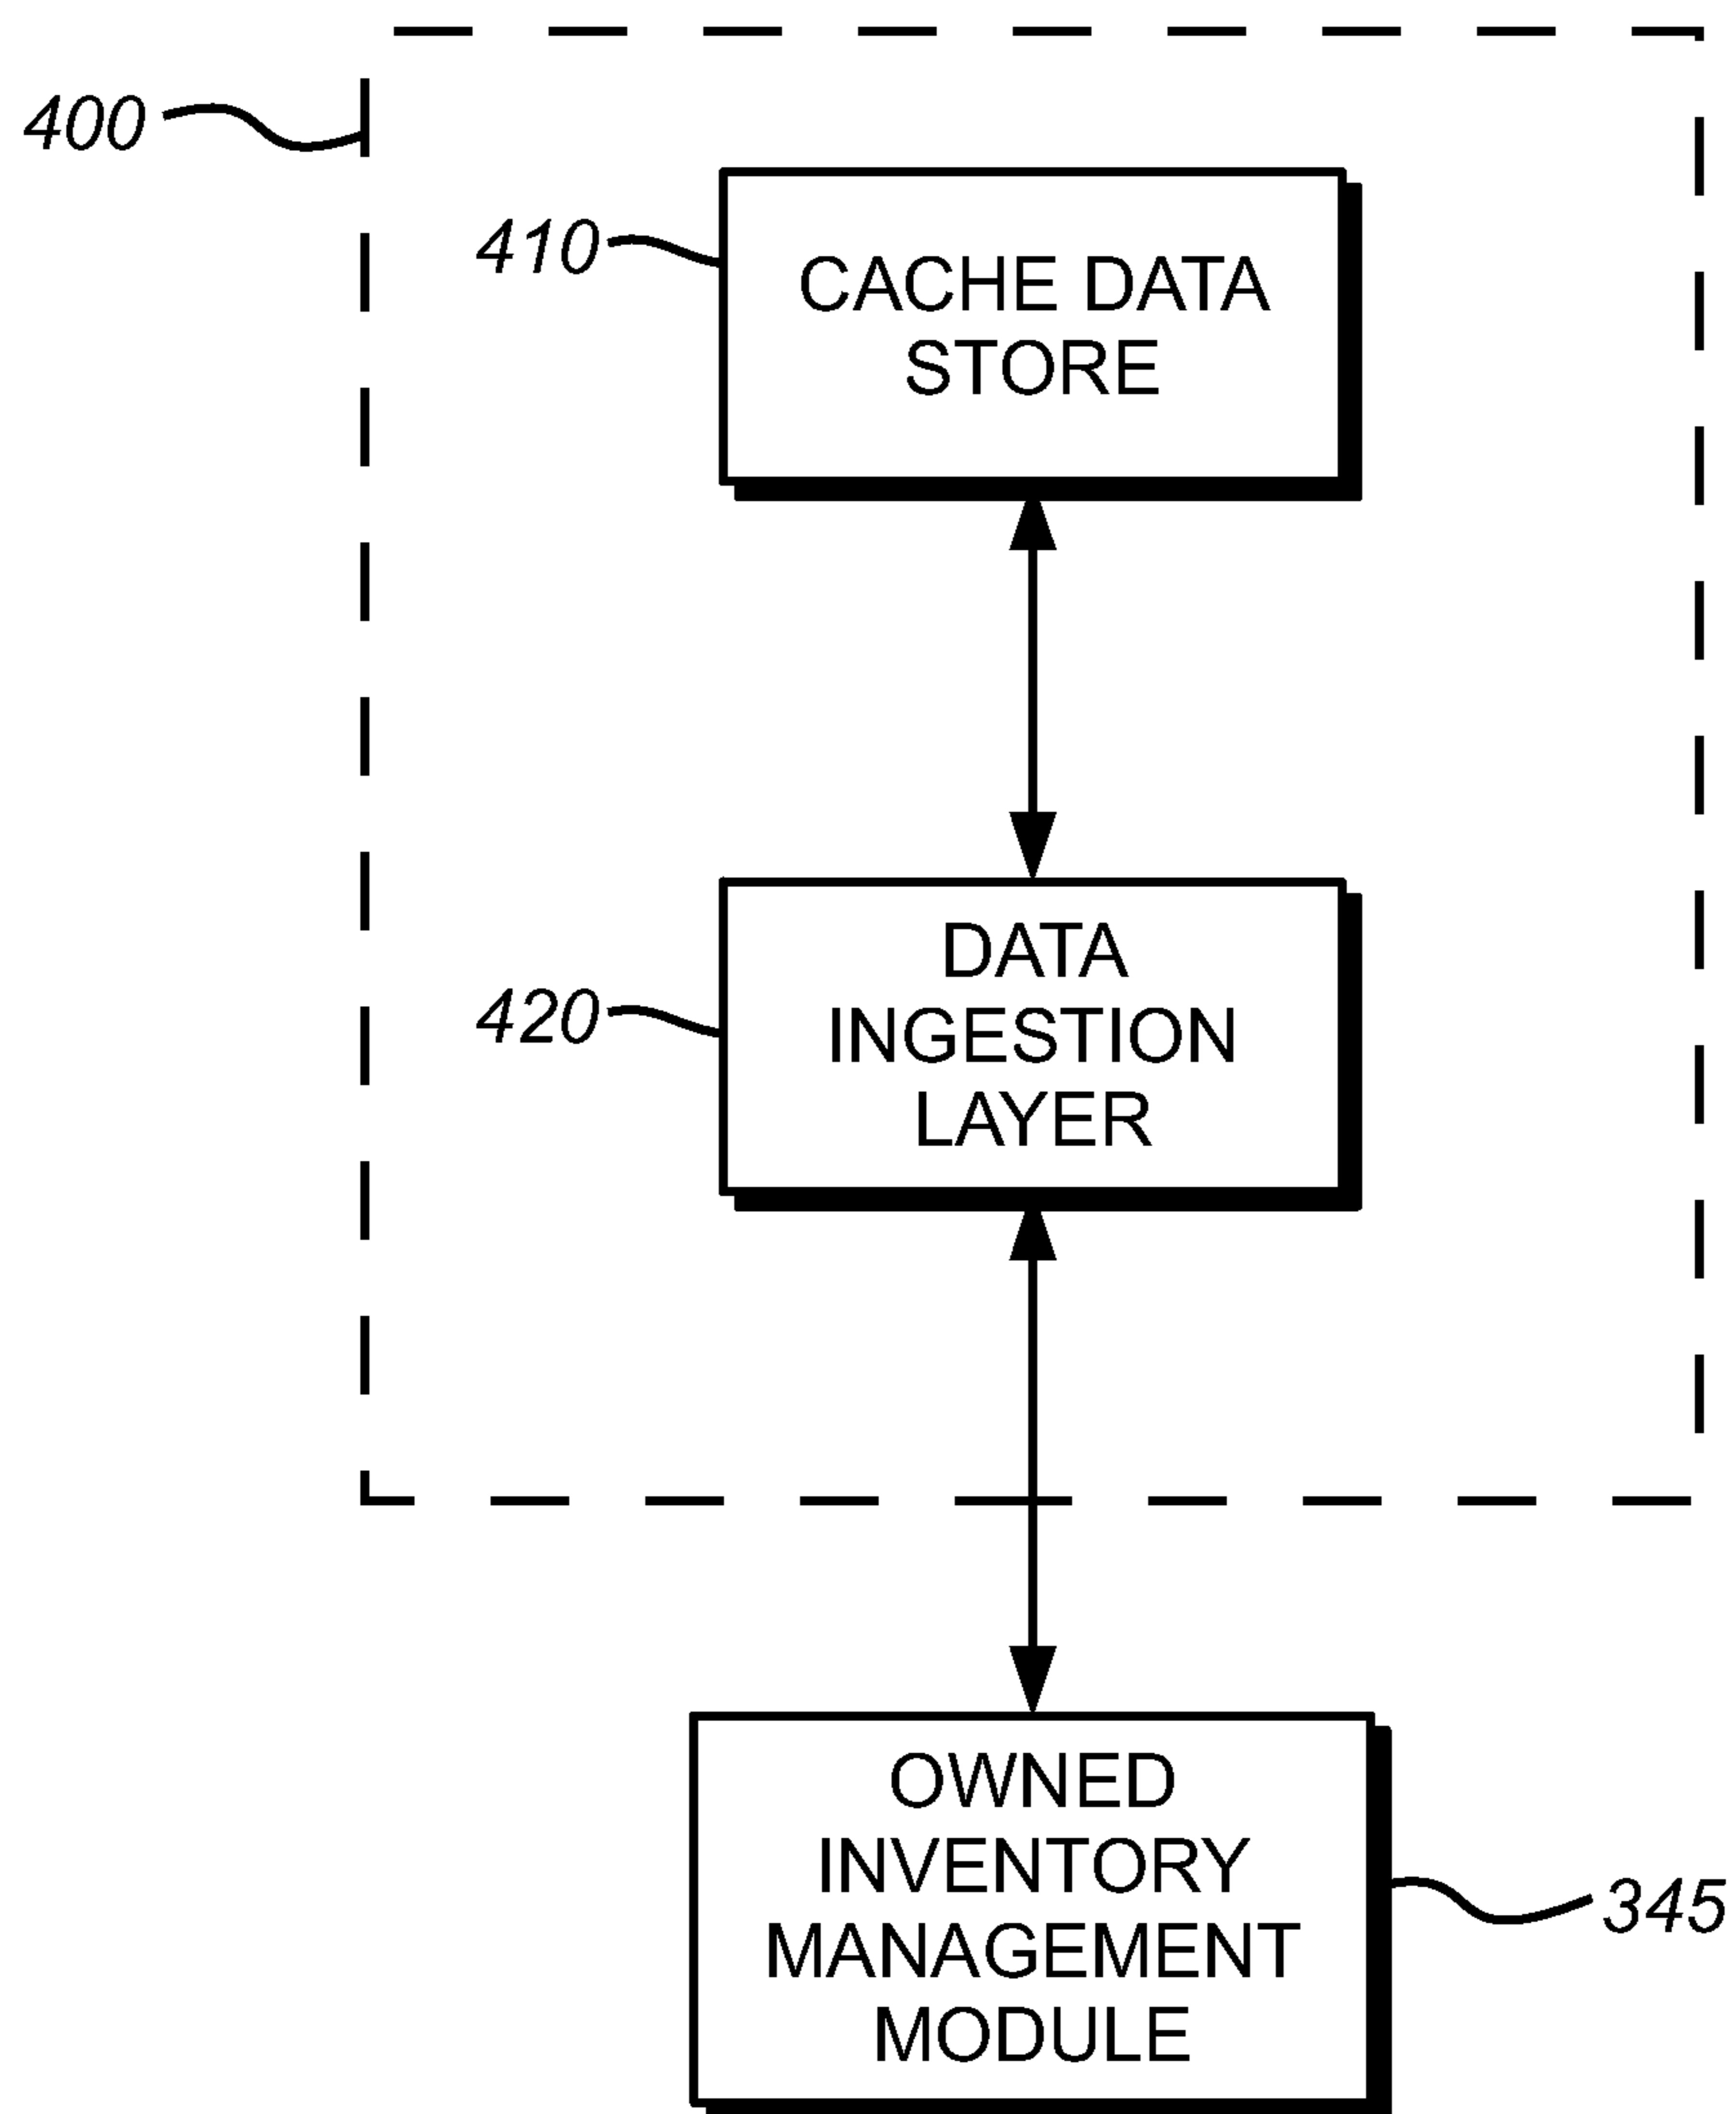 400
410
CACHE DATA
STORE
420
DATA
INGESTION
LAYER
OWNED
INVENTORY
MANAGEMENT
MODULE
345